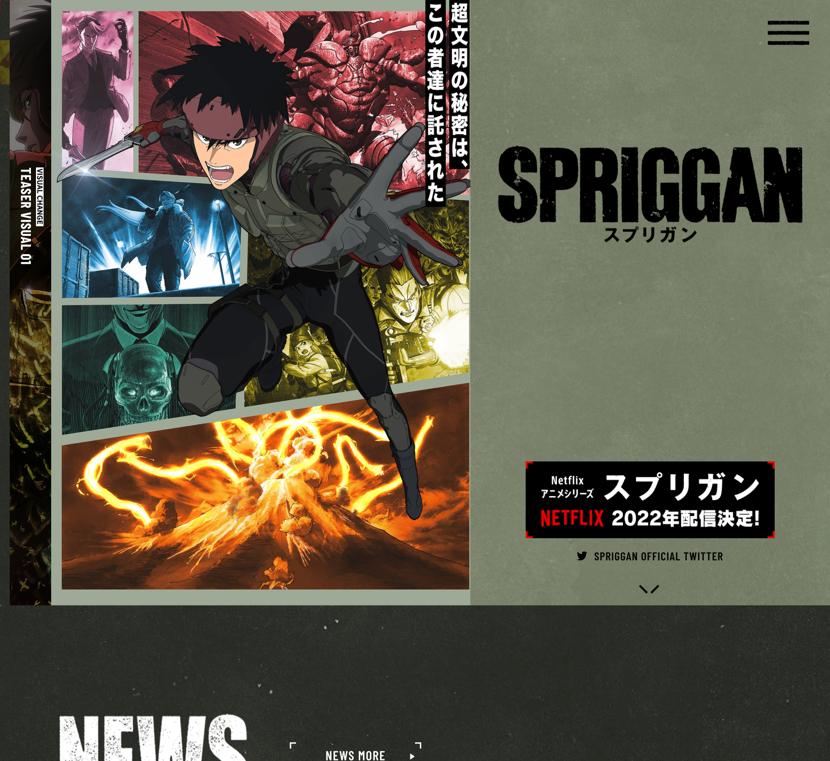 超文明の秘密は、
この者達に託された
VISUAL CHANGE
TEASER VISUAL 01
SPRIGGAN
スプリガン
Netflix
アニメシリーズ
スプリガン
NETFLIX 2022年配信決定!
SPRIGGAN OFFICIAL TWITTER
NEWS
NEWS MORE